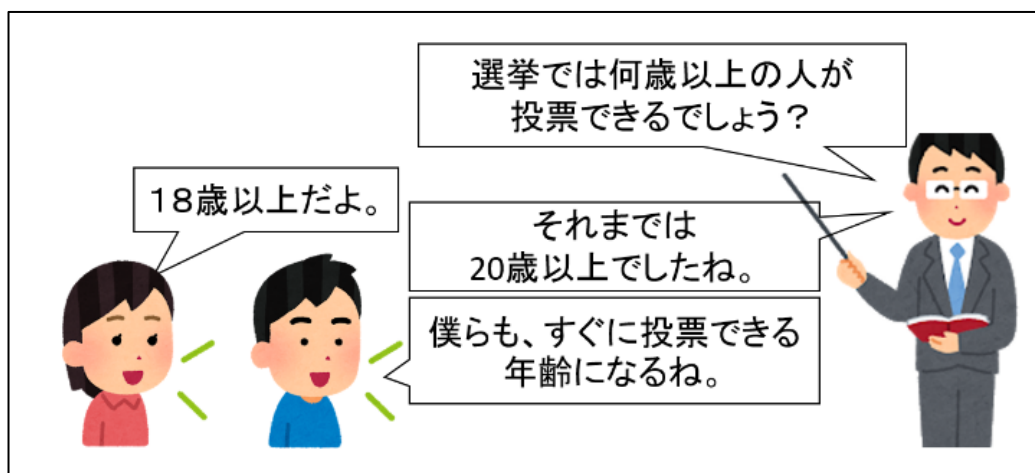 選挙では何歳以上の人が
投票できるでしょう？
１８歳以上だよ。
それまでは
20歳以上でしたね。
僕らも、すぐに投票できる
年齢になるね。